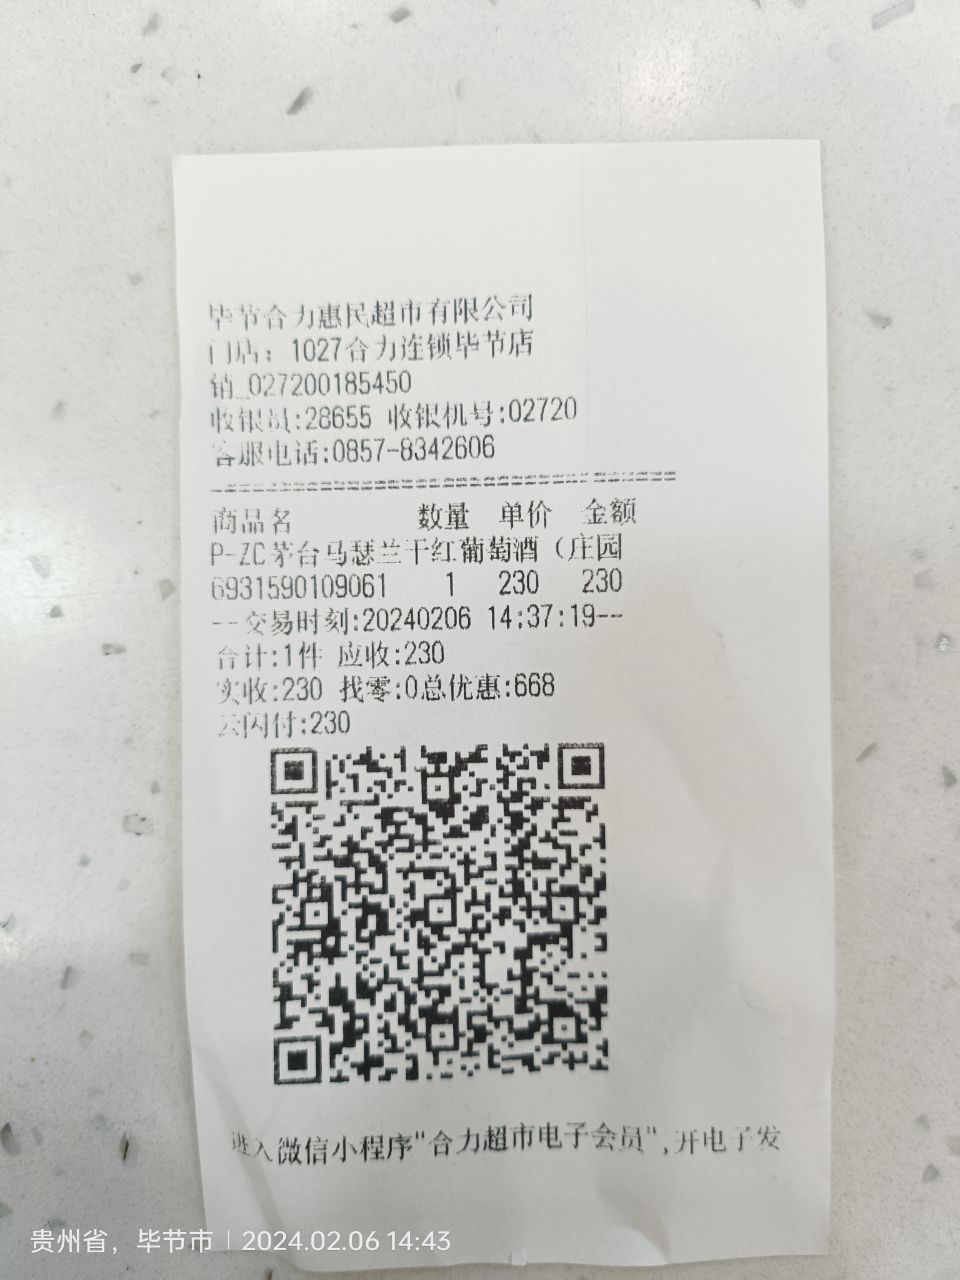 毕节合力惠民超市有限公司
门店：1027合力连锁毕节店
销_027200185450
收银员:28655 收银机号:02720
客服电话:0857-8342606
商品名 数量 单价 金额
P-ZC茅台马瑟兰干红葡萄酒（庄园
6931590109061 1 230 230
--交易时刻:20240206 14:37:19--
合计:1件 应收:230
实收:230 找零:0总优惠:668
云闪付:230
进入微信小程序"合力超市电子会员",开电子发
贵州省，毕节市 | 2024.02.06 14:43